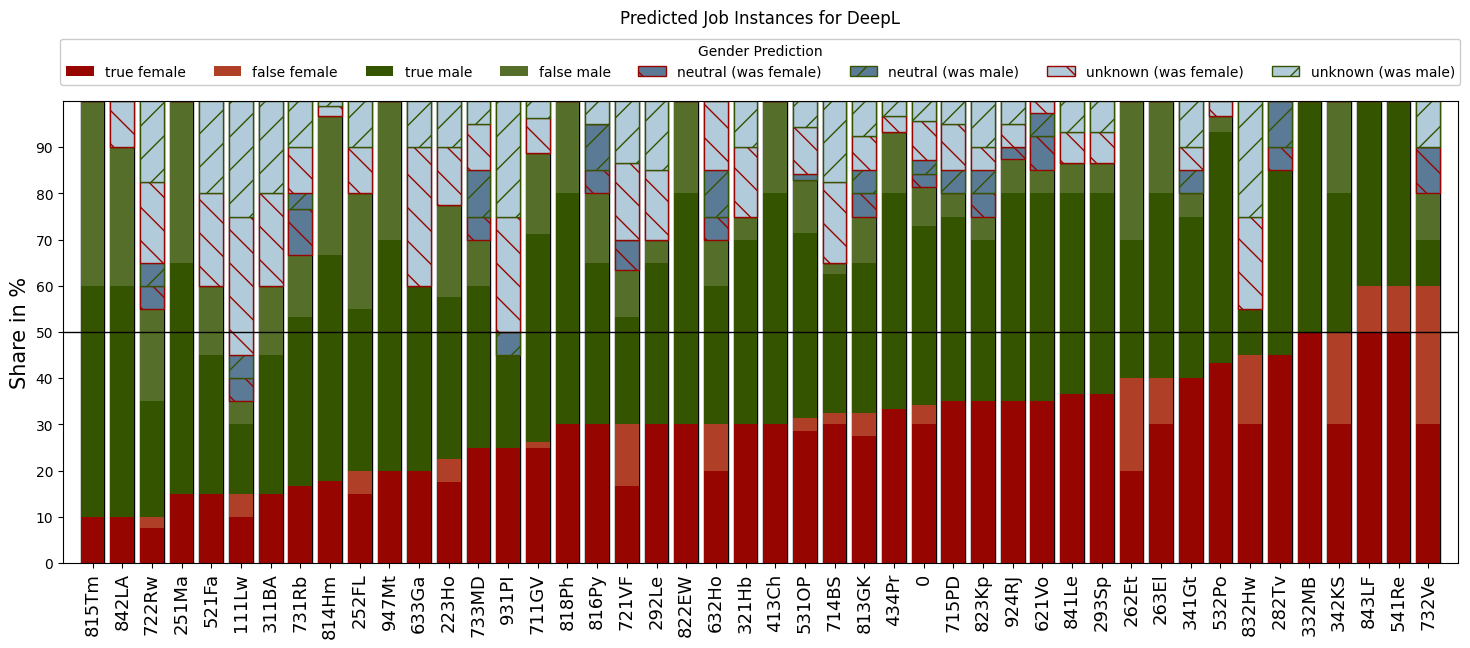 Predicted Job Instances for DeepL
Gender Prediction
true female false female true male false male neutral (was female) neutral (was male) unknown (was female) unknown (was male)
Share in %
90
80
70
60
50
40
30
20
10
0
815Tm 842LA 722Rw 251Ma 521Fa 111Lw 311BA 731Rb 814Hm 252FL 947Mt 633Ga 223Ho 733MD 931Pl 711GV 818Ph 816Py 721VF 292Le 822EW 632Ho 321Hb 413Ch 531OP 714BS 813GK 434Pr 0 715PD 823Kp 924RJ 621Vo 841Le 293Sp 262Et 263El 341Gt 532Po 832Hw 282Tv 332MB 342KS 843LF 541Re 732Ve